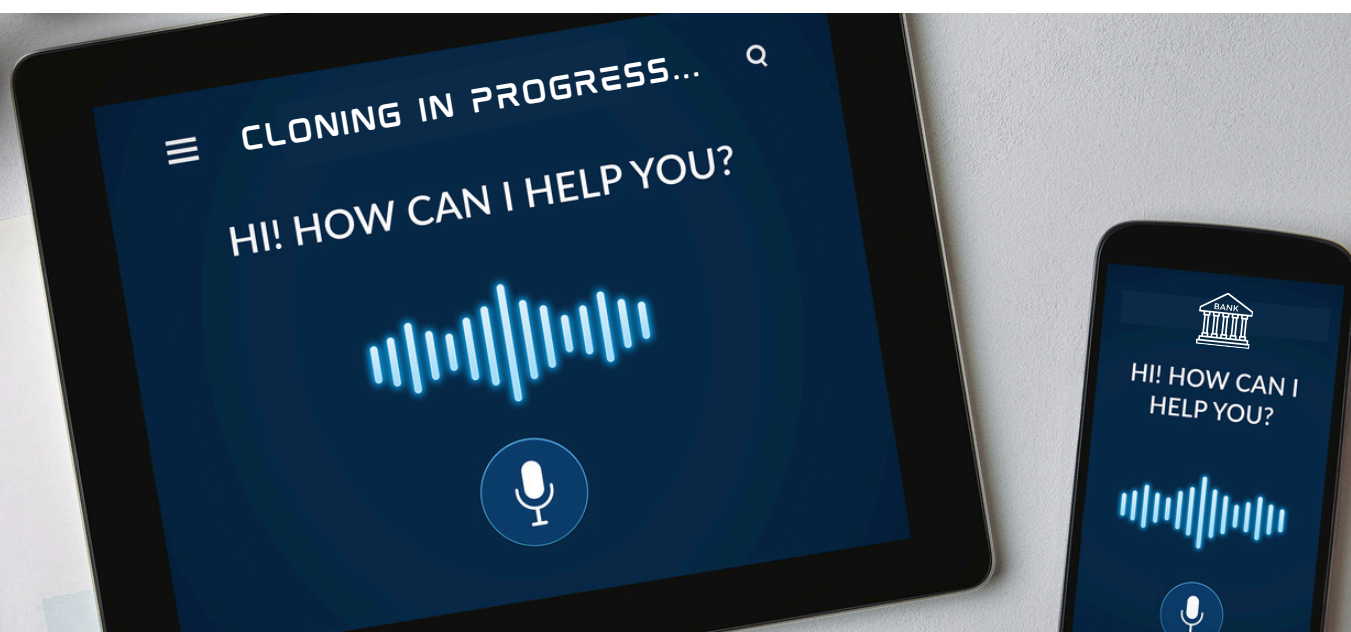 CLONING IN PROGRESS...
HI! HOW CAN I HELP YOU?
BANK
HI! HOW CAN I
HELP YOU?